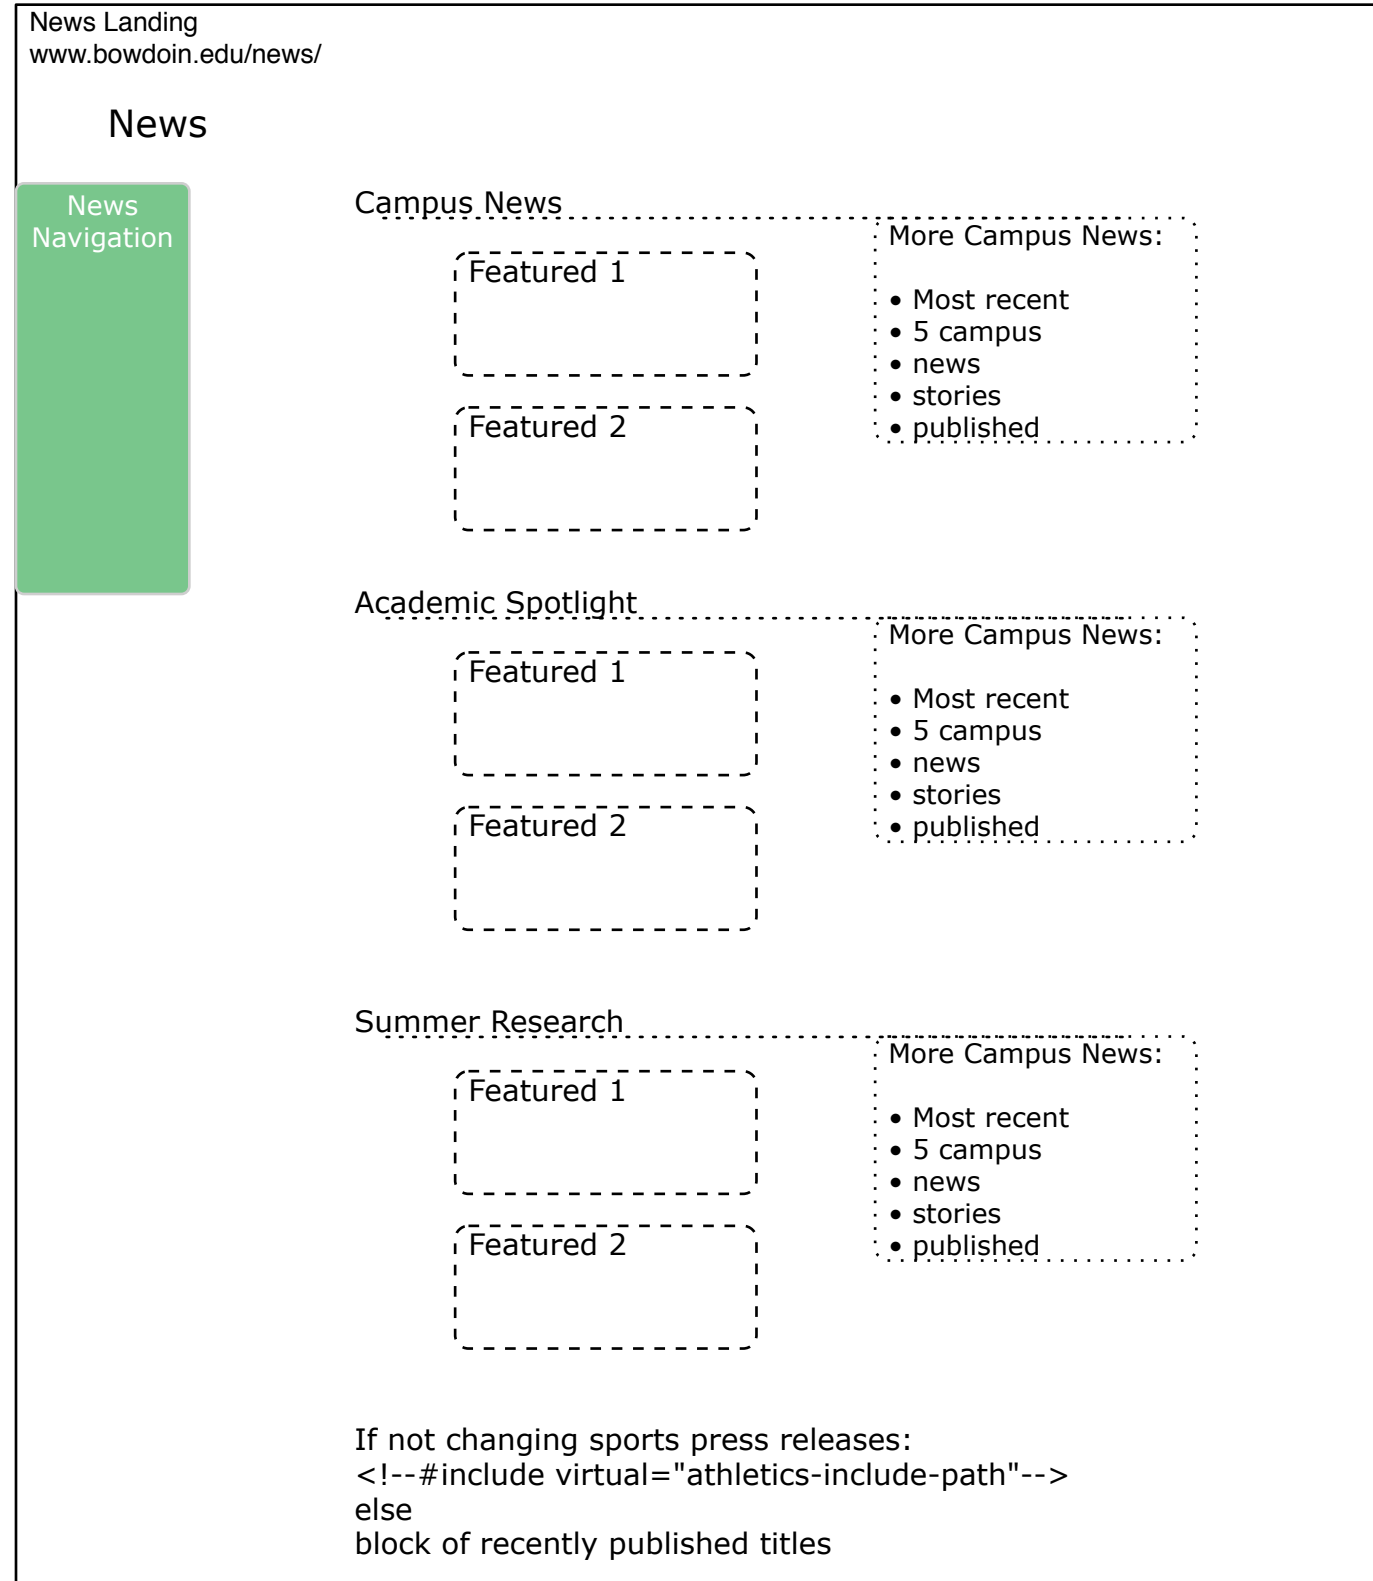 News Landing
www.bowdoin.edu/news/
News
News
Navigation
Campus News
Featured 1
Featured 2
More Campus News:
• Most recent
• 5 campus
• news
• stories
• published
Academic Spotlight
Featured 1
Featured 2
More Campus News:
• Most recent
• 5 campus
• news
• stories
• published
Summer Research
Featured 1
Featured 2
More Campus News:
• Most recent
• 5 campus
• news
• stories
• published
If not changing sports press releases:
<!--#include virtual="athletics-include-path"-->
else
block of recently published titles